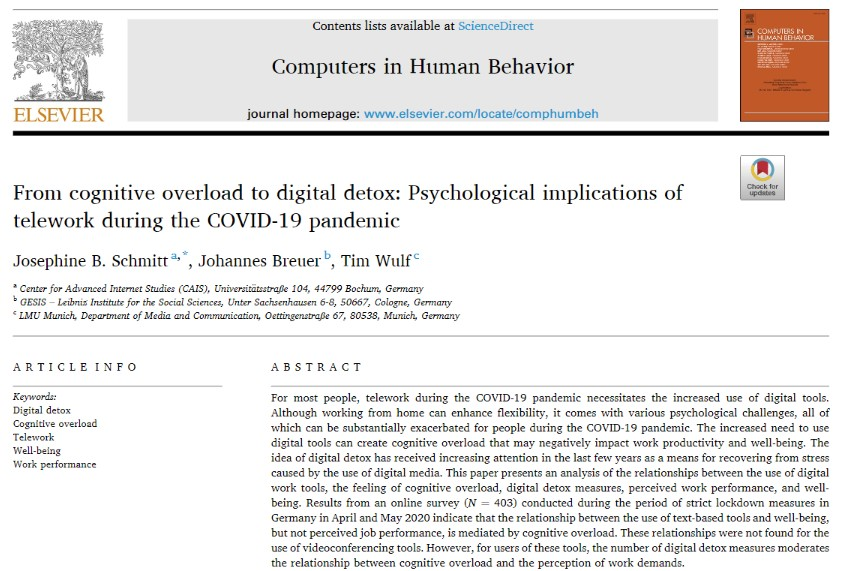 Contents lists available at ScienceDirect
Computers in Human Behavior
journal homepage: www.elsevier.com/locate/comphumbeh
ELSEVIER
COMPUTERS IN
HUMAN BEHAVIOR
Check for
updates
From cognitive overload to digital detox: Psychological implications of
telework during the COVID-19 pandemic
Josephine B. Schmitt a,*, Johannes Breuer b, Tim Wulf c
a Center for Advanced Internet Studies (CAIS), Universitätsstraße 104, 44799 Bochum, Germany
b GESIS – Leibniz Institute for the Social Sciences, Unter Sachsenhausen 6-8, 50667, Cologne, Germany
c LMU Munich, Department of Media and Communication, Oettingenstraße 67, 80538, Munich, Germany
ARTICLE INFO
Keywords:
Digital detox
Cognitive overload
Telework
Well-being
Work performance
ABSTRACT
For most people, telework during the COVID-19 pandemic necessitates the increased use of digital tools.
Although working from home can enhance flexibility, it comes with various psychological challenges, all of
which can be substantially exacerbated for people during the COVID-19 pandemic. The increased need to use
digital tools can create cognitive overload that may negatively impact work productivity and well-being. The
idea of digital detox has received increasing attention in the last few years as a means for recovering from stress
caused by the use of digital media. This paper presents an analysis of the relationships between the use of digital
work tools, the feeling of cognitive overload, digital detox measures, perceived work performance, and well-
being. Results from an online survey (N = 403) conducted during the period of strict lockdown measures in
Germany in April and May 2020 indicate that the relationship between the use of text-based tools and well-being,
but not perceived job performance, is mediated by cognitive overload. These relationships were not found for the
use of videoconferencing tools. However, for users of these tools, the number of digital detox measures moderates
the relationship between cognitive overload and the perception of work demands.